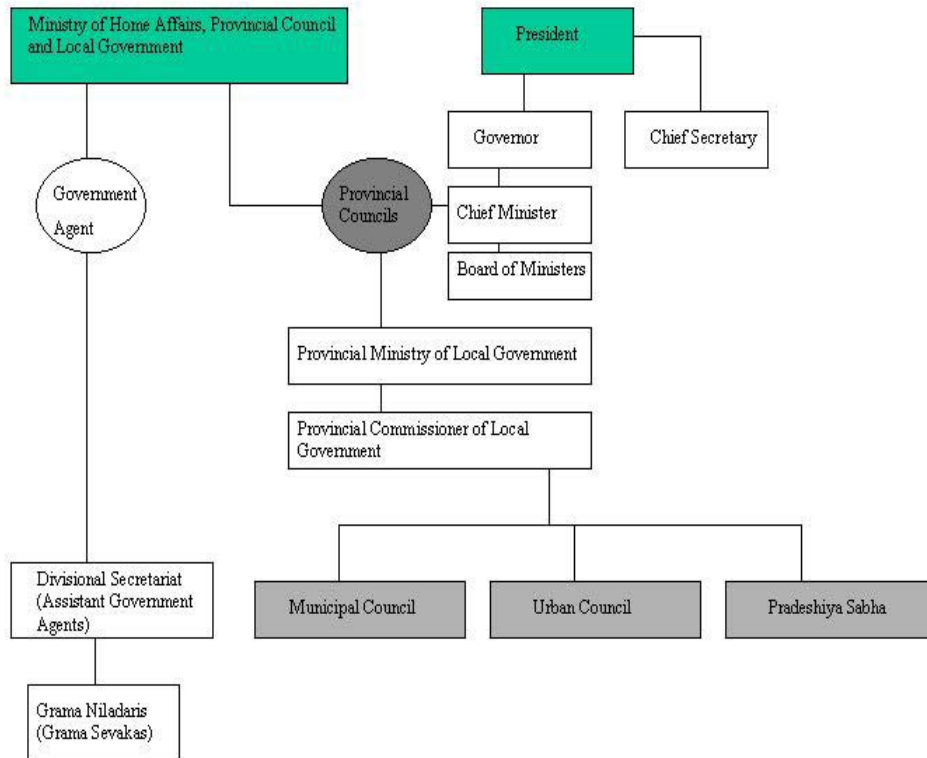 Ministry of Home Affairs, Provincial Council
and Local Government
President
Governor
Chief Secretary
Government
Agent
Provincial
Councils
Chief Minister
Board of Ministers
Provincial Ministry of Local Government
Provincial Commissioner of Local
Government
Divisional Secretariat
(Assistant Government
Agents)
Municipal Council
Urban Council
Pradeshiya Sabha
Grama Niladaris
(Grama Sevakas)